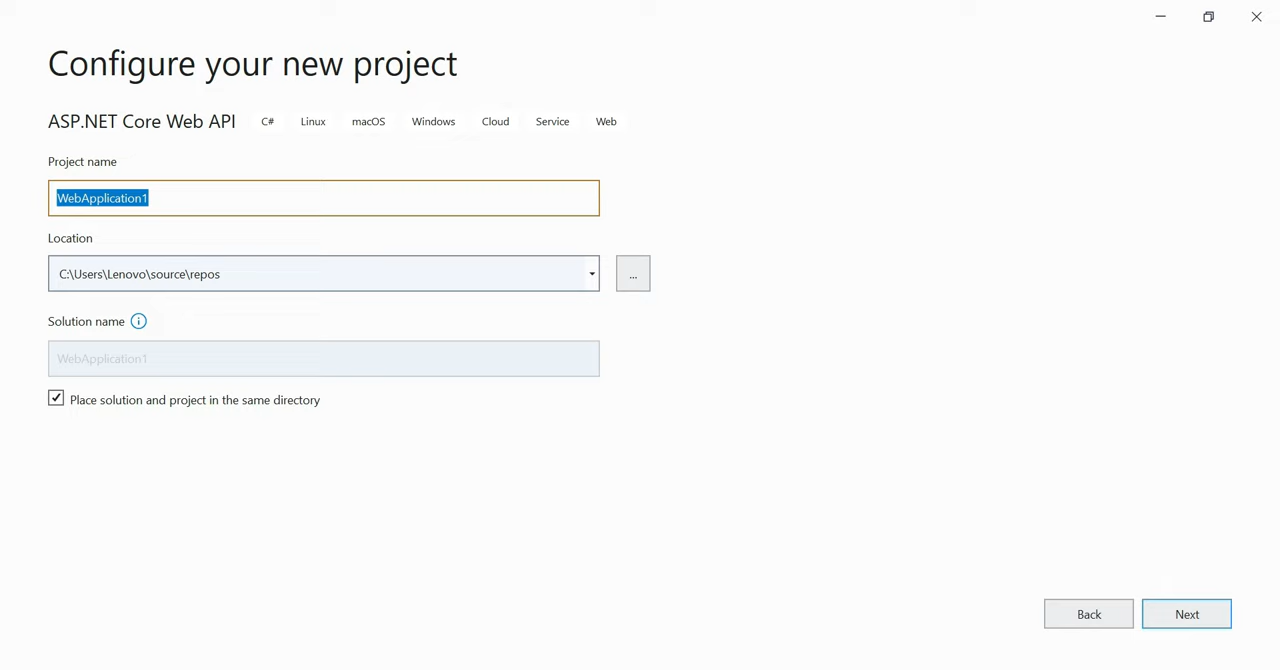 Configure your new project
ASP.NET Core Web API C# Linux macOS Windows Cloud Service Web
Project name
WebApplication1
Location
C:\Users\Lenovo\source\repos
...
Solution name
WebApplication1
Place solution and project in the same directory
Back Next